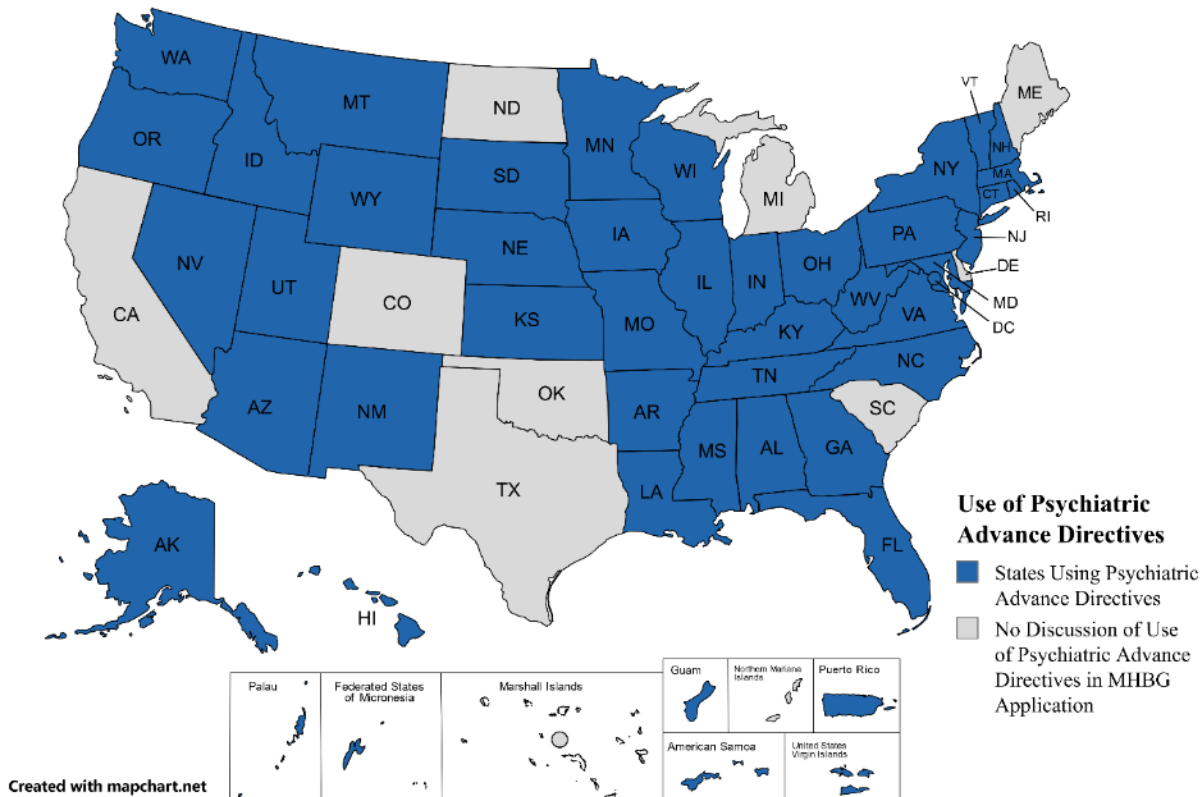 WA
MT
ND
MN
VT
ME
OR
ID
SD
WI
NY
NH
MA
CT
RI
WY
MI
IA
NE
PA
NJ
NV
UT
CO
IL
IN
OH
DE
CA
KS
MO
WV
VA
MD
DC
KY
AZ
NM
OK
AR
TN
NC
SC
MS
AL
GA
TX
LA
FL
AK
HI
Use of Psychiatric
Advance Directives
States Using Psychiatric
Advance Directives
No Discussion of Use
of Psychiatric Advance
Directives in MHBG
Application
Palau
Federated States
of Micronesia
Marshall Islands
Guam
Northern Mariana
Islands
Puerto Rico
American Samoa
United States
Virgin Islands
Created with mapchart.net